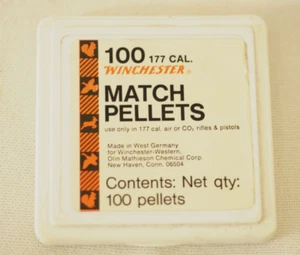 100 177 CAL.
WINCHESTER®
MATCH
PELLETS
use only in 177 cal. air or CO₂ rifles & pistols
Made in West Germany
for Winchester-Western,
Olin Mathieson Chemical Corp.
New Haven, Conn. 06504
Contents: Net qty:
100 pellets